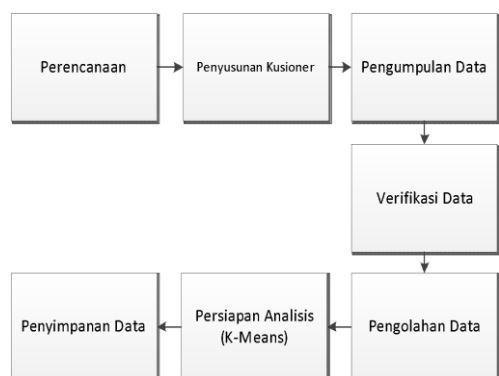 Perencanaan
Penyusunan Kusioner
Pengumpulan Data
Verifikasi Data
Pengolahan Data
Persiapan Analisis
(K-Means)
Penyimpanan Data